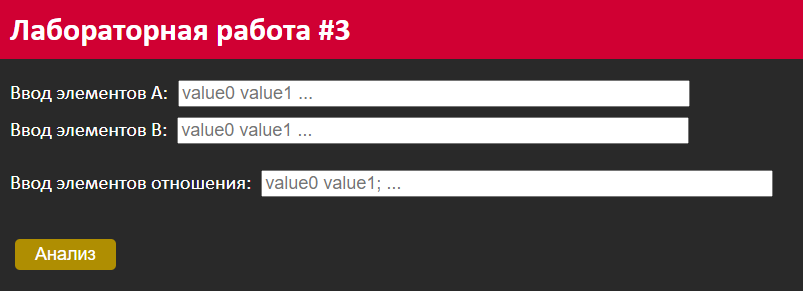 Лабораторная работа #3
Ввод элементов A: value0 value1 ...
Ввод элементов B: value0 value1 ...
Ввод элементов отношения: value0 value1; ...
Анализ